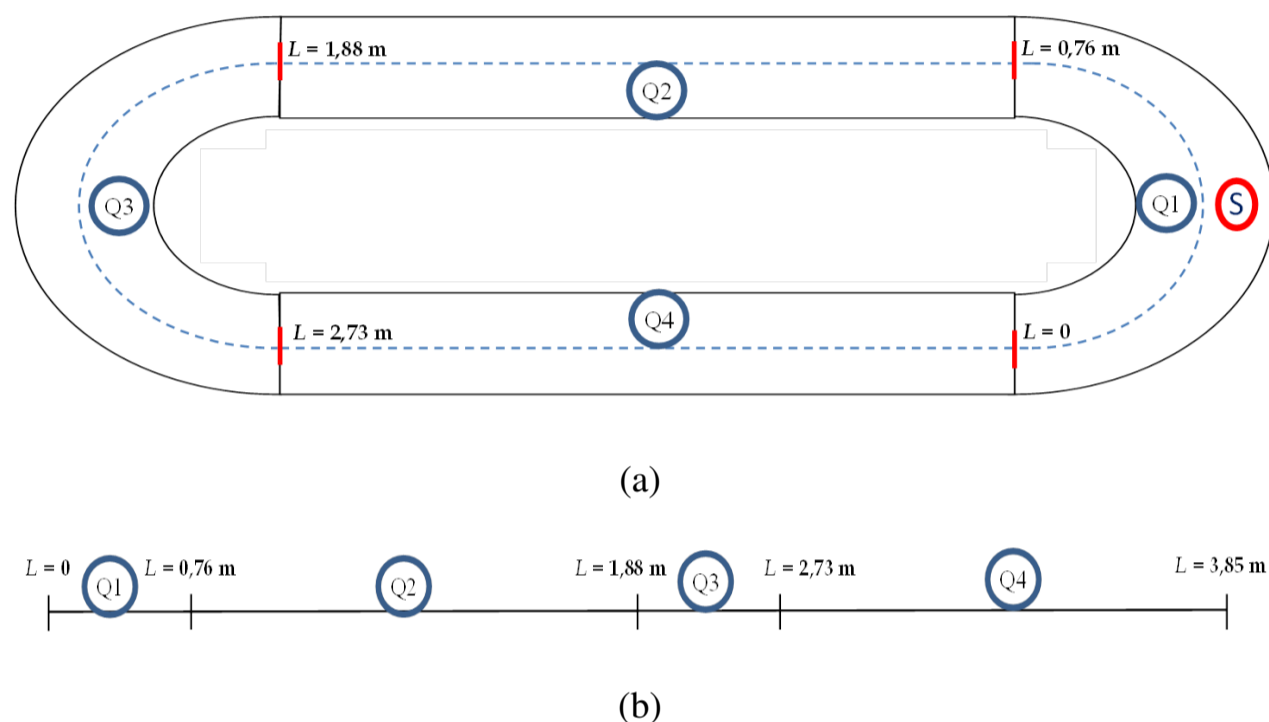 L = 1,88 m
L = 0,76 m
Q2
Q3
Q1
S
Q4
L = 2,73 m
L = 0
(a)
L = 0
Q1
L = 0,76 m
Q2
L = 1,88 m
Q3
L = 2,73 m
Q4
L = 3,85 m
(b)